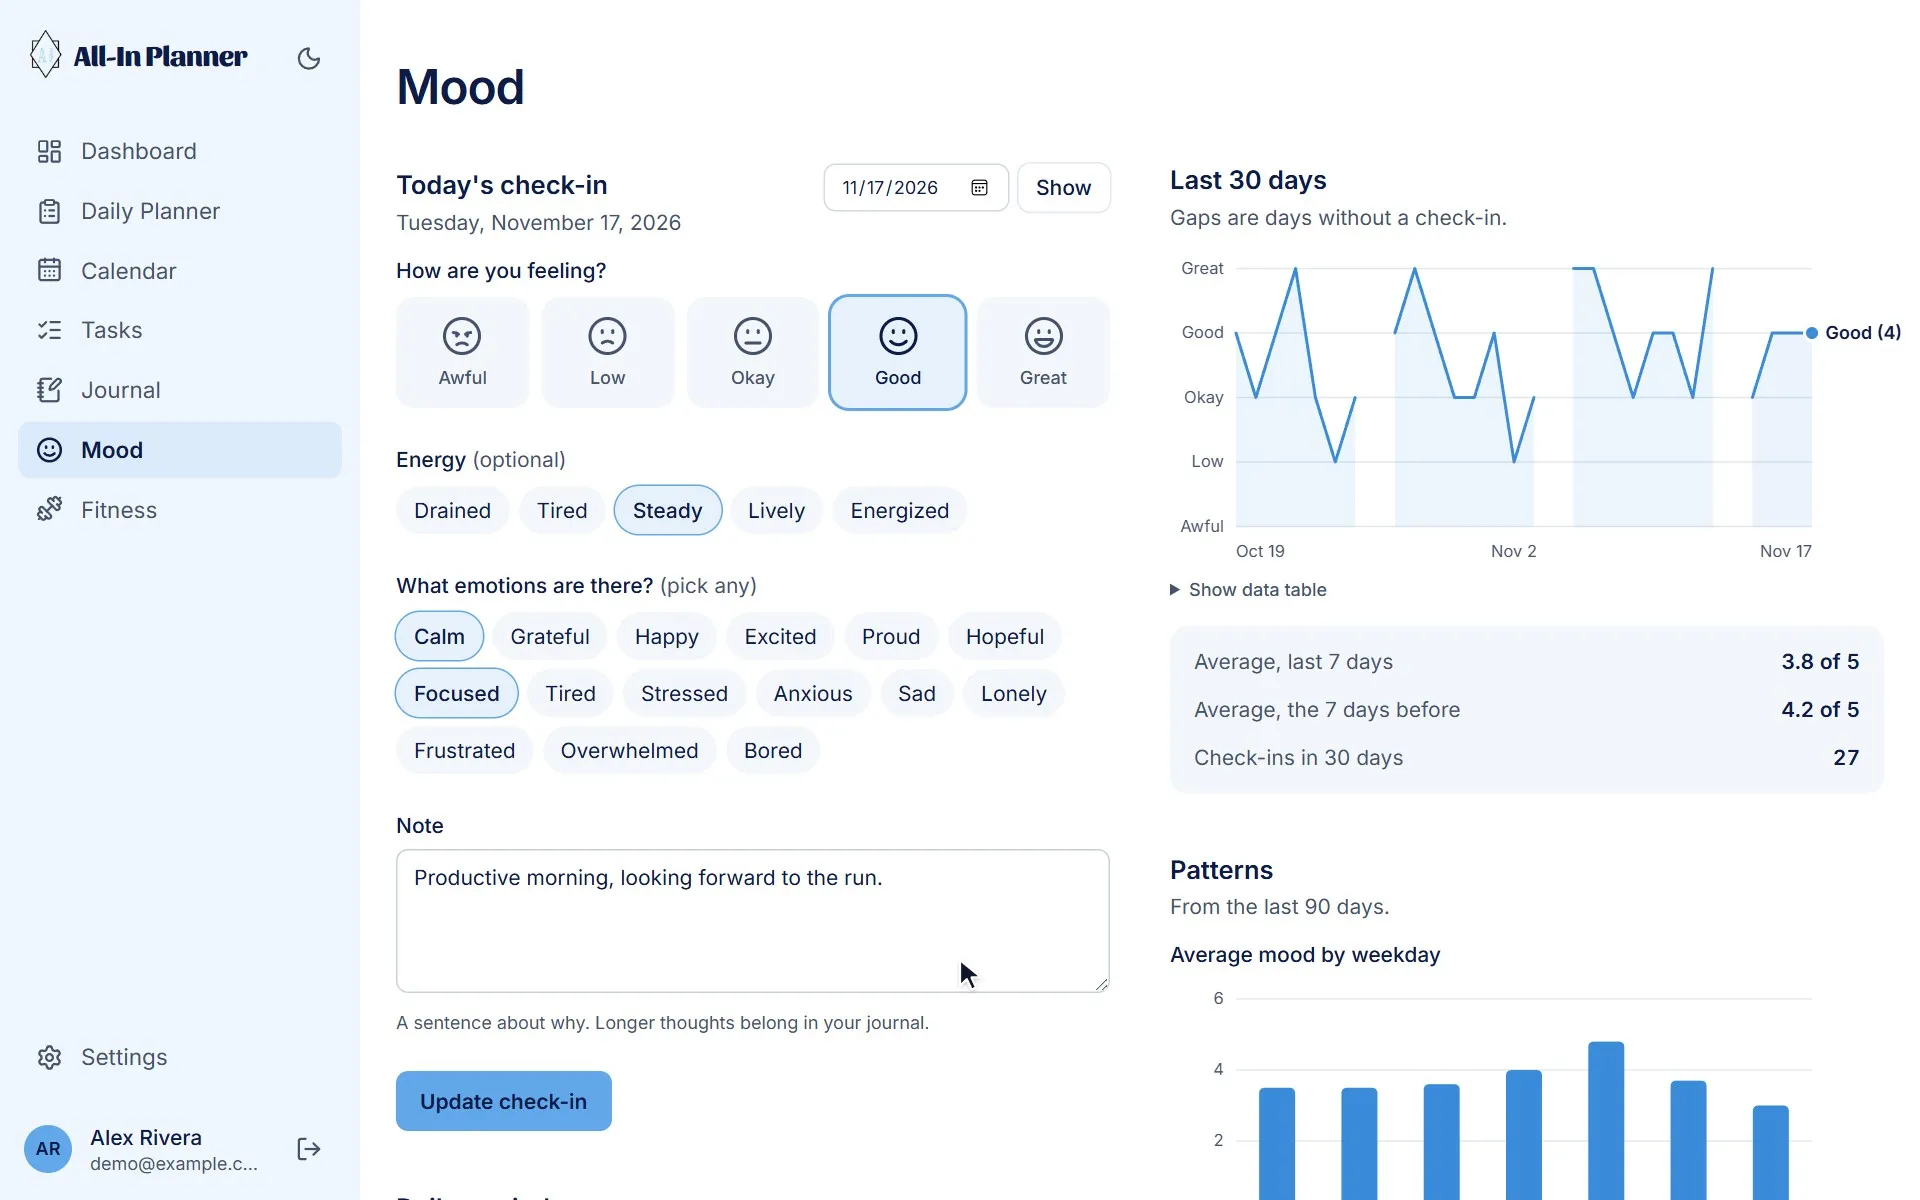 All-In Planner
Dashboard
Daily Planner
Calendar
Tasks
Journal
Mood
Fitness
Settings
AR
Alex Rivera
demo@example.c...
Mood
Today's check-in
Tuesday, November 17, 2026
11/17/2026
Show
How are you feeling?
Awful
Low
Okay
Good
Great
Energy (optional)
Drained
Tired
Steady
Lively
Energized
What emotions are there? (pick any)
Calm
Grateful
Happy
Excited
Proud
Hopeful
Focused
Tired
Stressed
Anxious
Sad
Lonely
Frustrated
Overwhelmed
Bored
Note
Productive morning, looking forward to the run.
A sentence about why. Longer thoughts belong in your journal.
Update check-in
Last 30 days
Gaps are days without a check-in.
Great
Good
Okay
Low
Awful
Good (4)
Oct 19
Nov 2
Nov 17
Show data table
Average, last 7 days
3.8 of 5
Average, the 7 days before
4.2 of 5
Check-ins in 30 days
27
Patterns
From the last 90 days.
Average mood by weekday
6
4
2